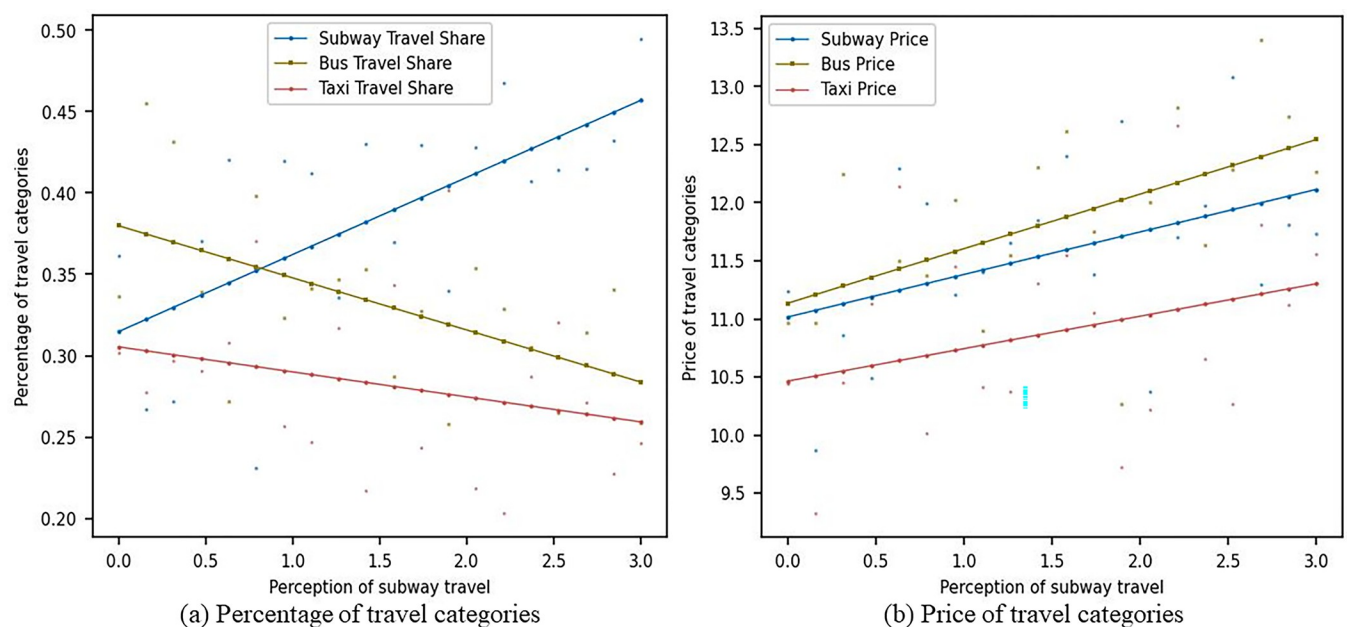 Subway Travel Share
Bus Travel Share
Taxi Travel Share
Percentage of travel categories
0.50
0.45
0.40
0.35
0.30
0.25
0.20
0.0 0.5 1.0 1.5 2.0 2.5 3.0
Perception of subway travel
(a) Percentage of travel categories
Subway Price
Bus Price
Taxi Price
Price of travel categories
13.5
13.0
12.5
12.0
11.5
11.0
10.5
10.0
9.5
0.0 0.5 1.0 1.5 2.0 2.5 3.0
Perception of subway travel
(b) Price of travel categories